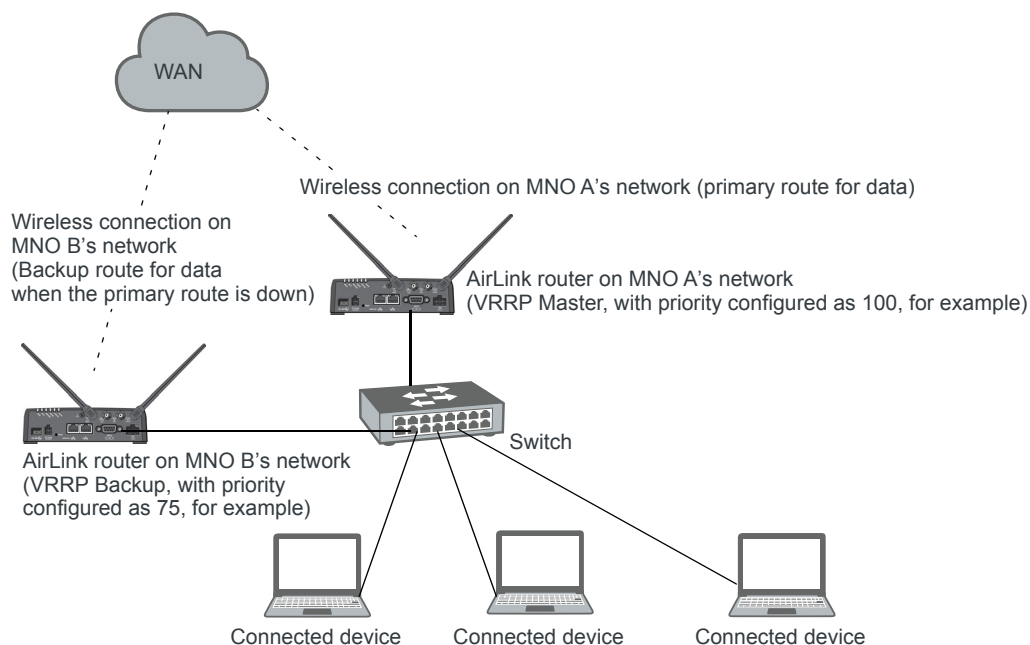 WAN
Wireless connection on MNO A's network (primary route for data)
Wireless connection on
MNO B's network
(Backup route for data
when the primary route is down)
AirLink router on MNO A's network
(VRRP Master, with priority configured as 100, for example)
Switch
AirLink router on MNO B's network
(VRRP Backup, with priority
configured as 75, for example)
Connected device
Connected device
Connected device